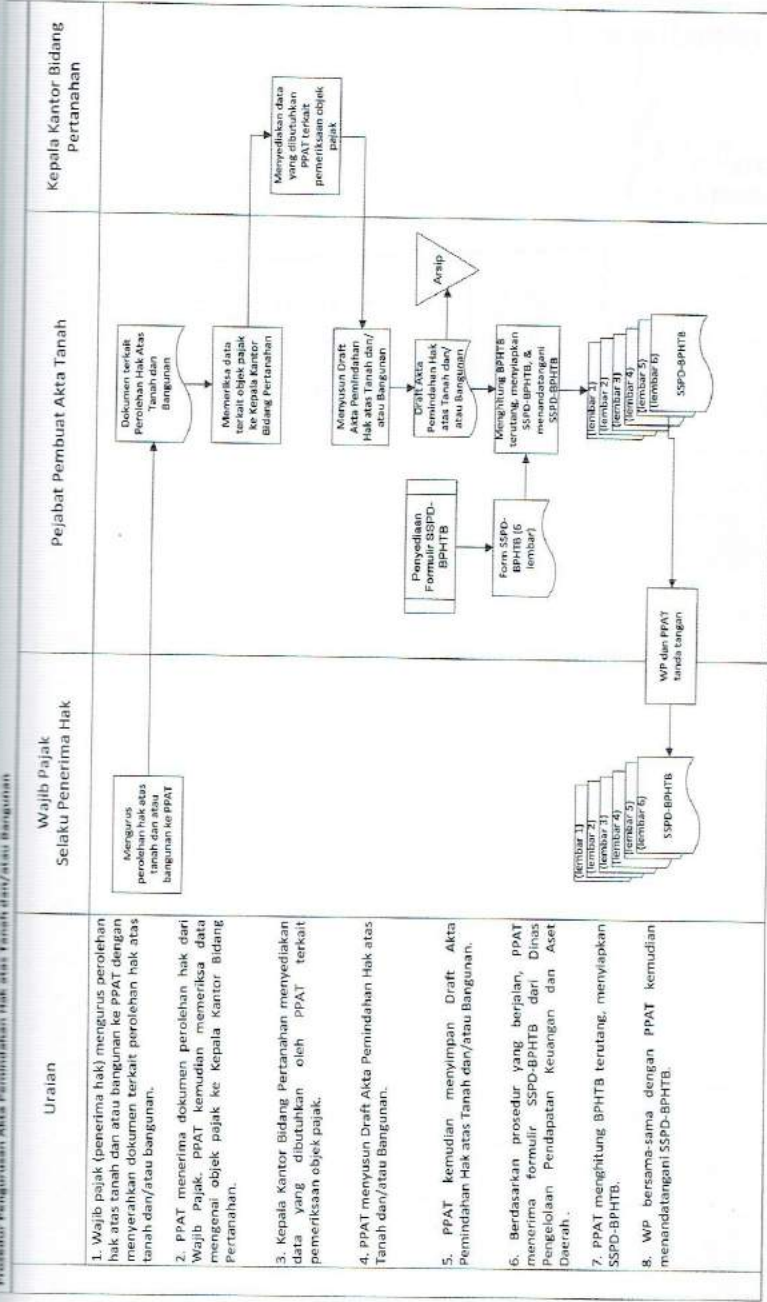 Prosedur Pengurusan Akta Pemindahan Hak atas Tanah dan/atau Bangunan
Uraian
Wajib Pajak
Selaku Penerima Hak
Pejabat Pembuat Akta Tanah
Kepala Kantor Bidang
Pertanahan
1. Wajib pajak (penerima hak) mengurus perolehan
hak atas tanah dan atau bangunan ke PPAT dengan
menyerahkan dokumen terkait perolehan hak atas
tanah dan/atau bangunan.
2. PPAT menerima dokumen perolehan hak dari
Wajib Pajak. PPAT kemudian memeriksa data
mengenai objek pajak ke Kepala Kantor Bidang
Pertanahan.
3. Kepala Kantor Bidang Pertanahan menyediakan
data yang dibutuhkan oleh PPAT terkait
pemeriksaan objek pajak.
4. PPAT menyusun Draft Akta Pemindahan Hak atas
Tanah dan/atau Bangunan.
5. PPAT kemudian menyimpan Draft Akta
Pemindahan Hak atas Tanah dan/atau Bangunan.
6. Berdasarkan prosedur yang berjalan, PPAT
menerima formulir SSPD-BPHTB dari Dinas
Pengelolaan Pendapatan Keuangan dan Aset
Daerah .
7. PPAT menghitung BPHTB terutang, menyiapkan
SSPD-BPHTB.
8. WP bersama-sama dengan PPAT kemudian
menandatangani SSPD-BPHTB.
Mengurus
perolehan hak atas
tanah dan atau
bangunan ke PPAT
Dokumen terkait
Perolehan Hak Atas
Tanah dan
Bangunan
Memeriksa data
terkait objek pajak
ke Kepala Kantor
Bidang Pertanahan
Menyediakan data
yang dibutuhkan
PPAT terkait
pemeriksaan objek
pajak
Menyusun Draft
Akta Pemindahan
Hak atas Tanah dan/
atau Bangunan
Draft Akta
Pemindahan Hak
atas Tanah dan/
atau Bangunan
Arsip
Penyediaan
Formulir SSPD-
BPHTB
Form SSPD-
BPHTB (6
lembar)
Menghitung BPHTB
terutang, menyiapkan
SSPD-BPHTB, &
menandatangani
SSPD-BPHTB
(lembar 1)
(lembar 2)
(lembar 3)
(lembar 4)
(lembar 5)
(lembar 6)
SSPD-BPHTB
WP dan PPAT
tanda tangan
(lembar 1)
(lembar 2)
(lembar 3)
(lembar 4)
(lembar 5)
(lembar 6)
SSPD-BPHTB